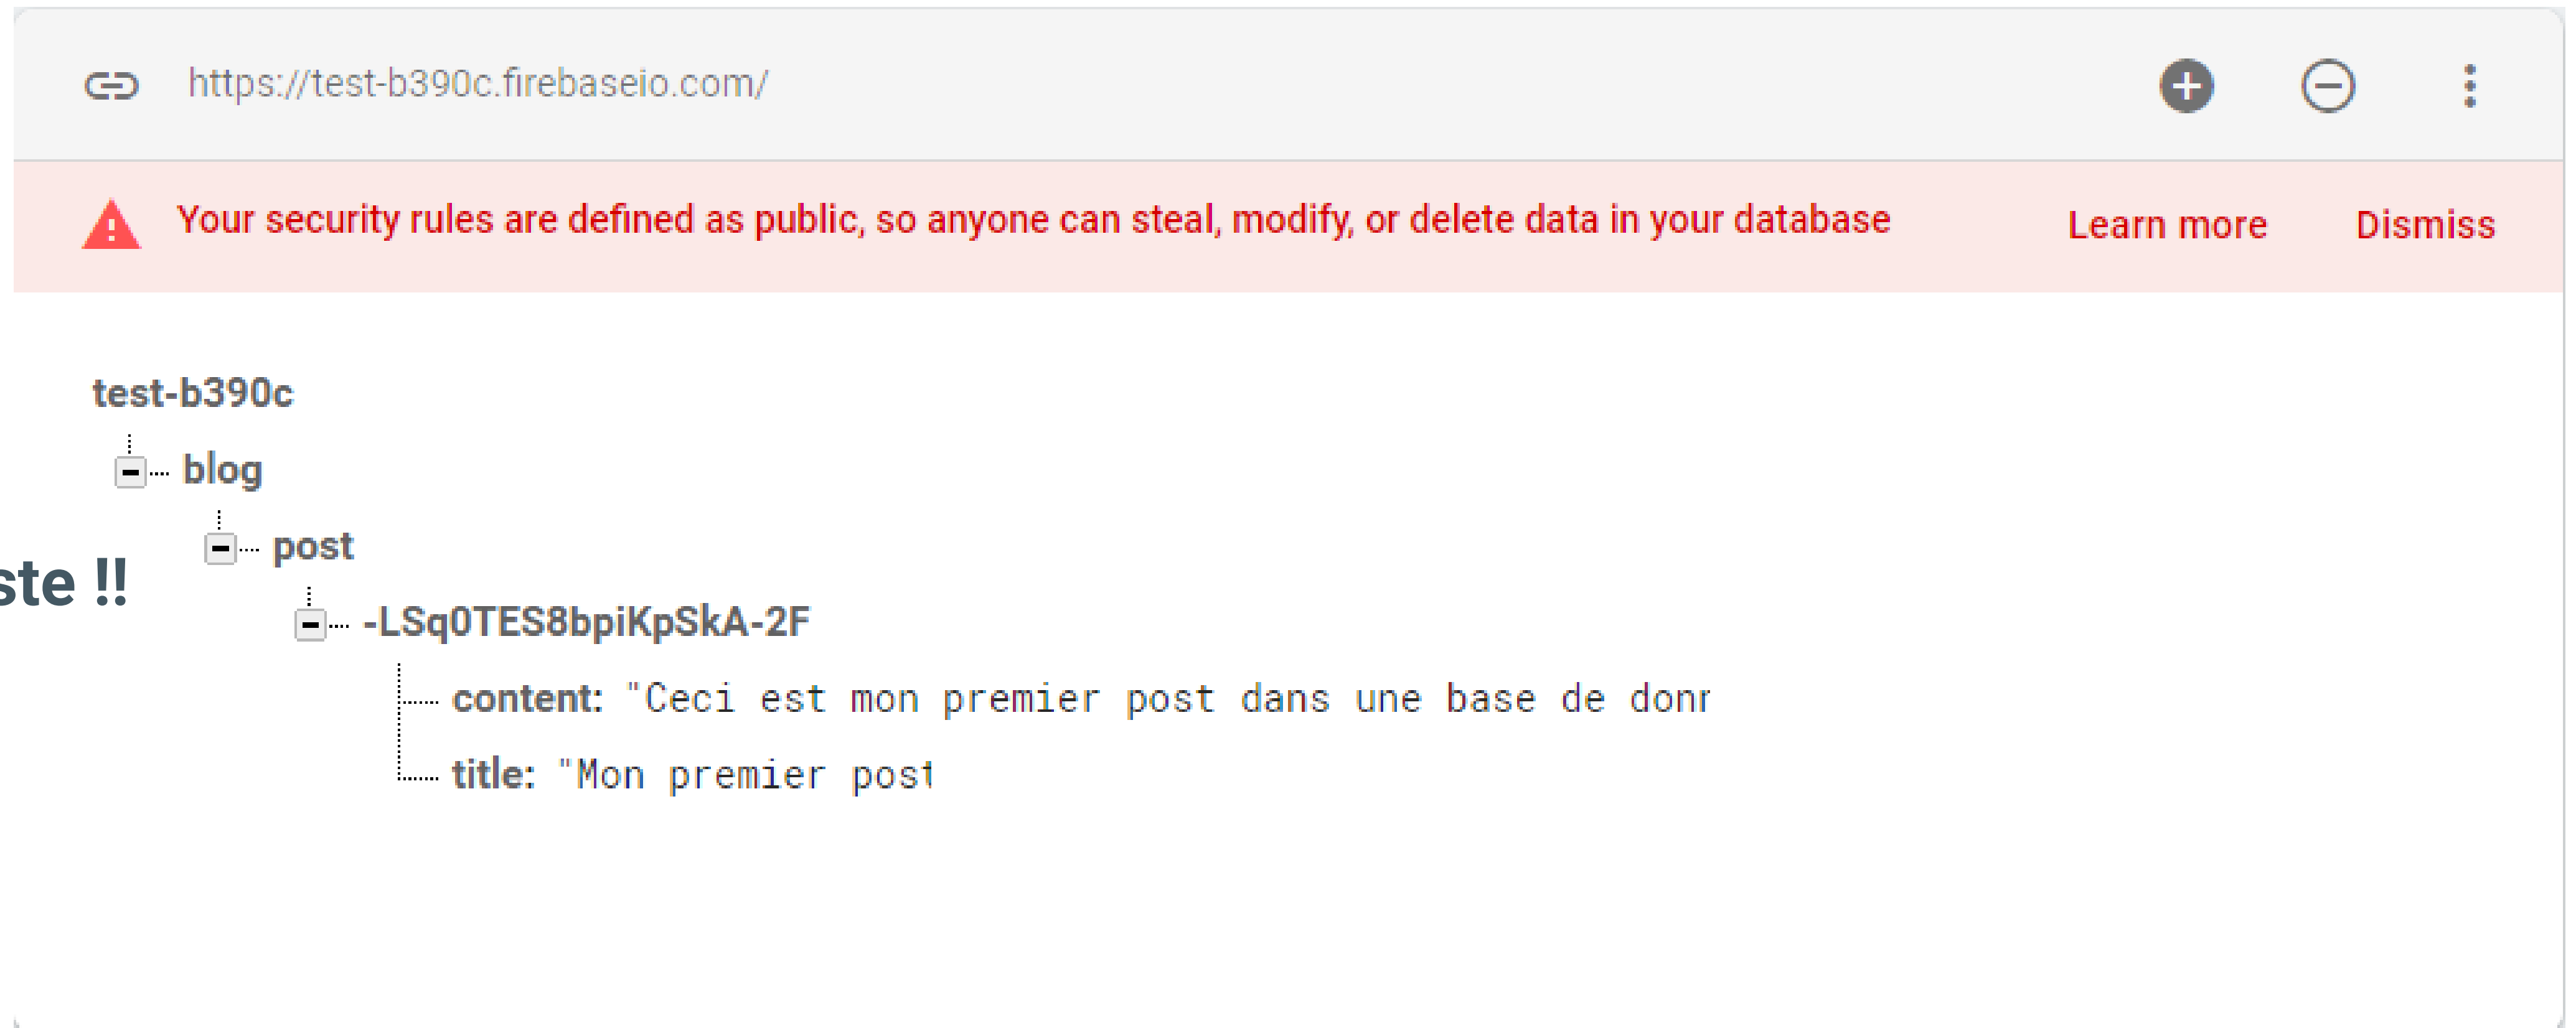 https://test-b390c.firebaseio.com/
Your security rules are defined as public, so anyone can steal, modify, or delete data in your database Learn more Dismiss
test-b390c
blog
post
ste !!
-LSq0TES8bpiKpSkA-2F
content: "Ceci est mon premier post dans une base de
title: "Mon premier post